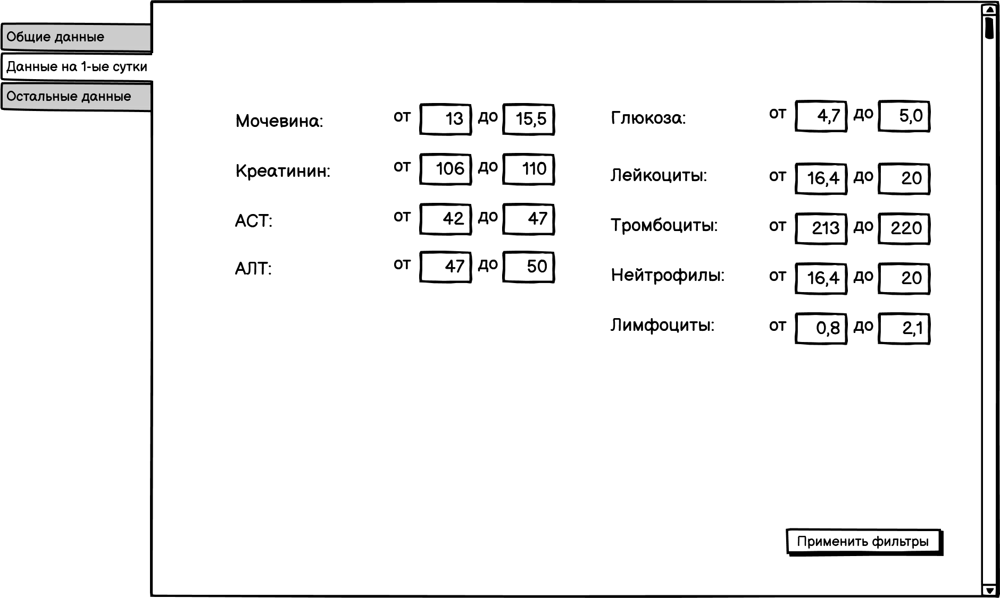 Общие данные
Данные на 1-ые сутки
Остальные данные
Мочевина: от 13 до 15,5
Креатинин: от 106 до 110
АСТ: от 42 до 47
АЛТ: от 47 до 50
Глюкоза: от 4,7 до 5,0
Лейкоциты: от 16,4 до 20
Тромбоциты: от 213 до 220
Нейтрофилы: от 16,4 до 20
Лимфоциты: от 0,8 до 2,1
Применить фильтры